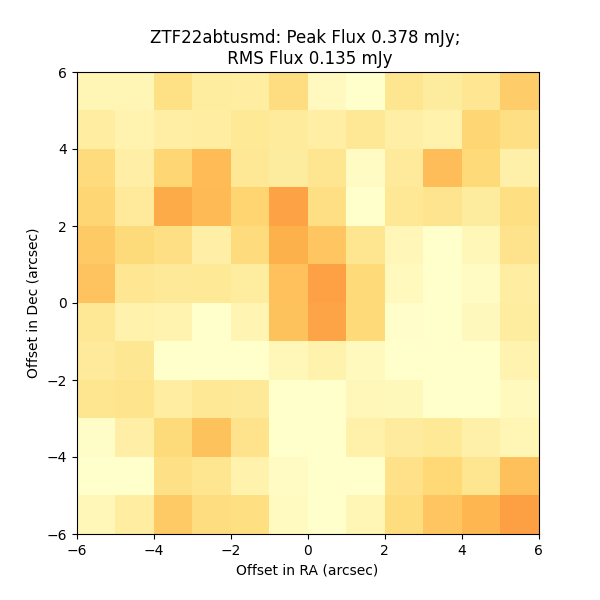 ZTF22abtusmd: Peak Flux 0.378 mJy;
RMS Flux 0.135 mJy
6
4
2
0
−2
−4
−6
Offset in Dec (arcsec)
−6 −4 −2 0 2 4 6
Offset in RA (arcsec)